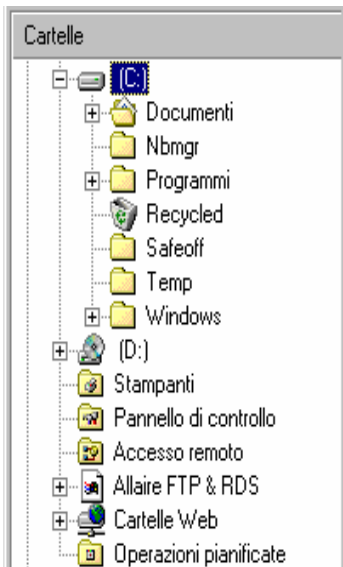 Cartelle
(C:)
Documenti
Nbmgr
Programmi
Recycled
Safeoff
Temp
Windows
(D:)
Stampanti
Pannello di controllo
Accesso remoto
Allaire FTP & RDS
Cartelle Web
Operazioni pianificate